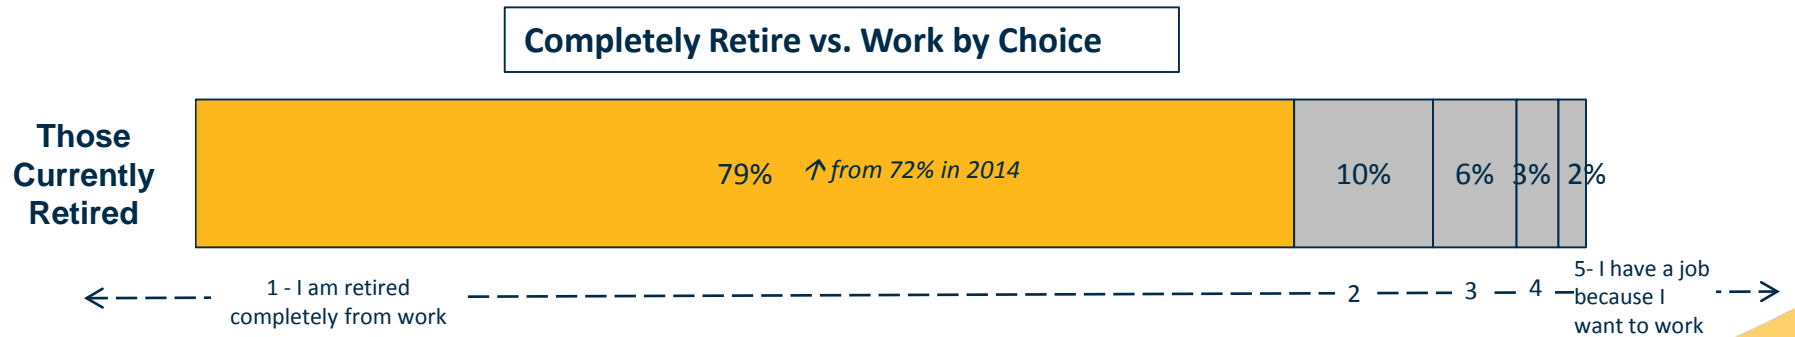 Completely Retire vs. Work by Choice
Those
Currently
Retired
79% ↑ from 72% in 2014
10%
6%
3%
2%
1 - I am retired
completely from work
2
3
4
5- I have a job
because I
want to work